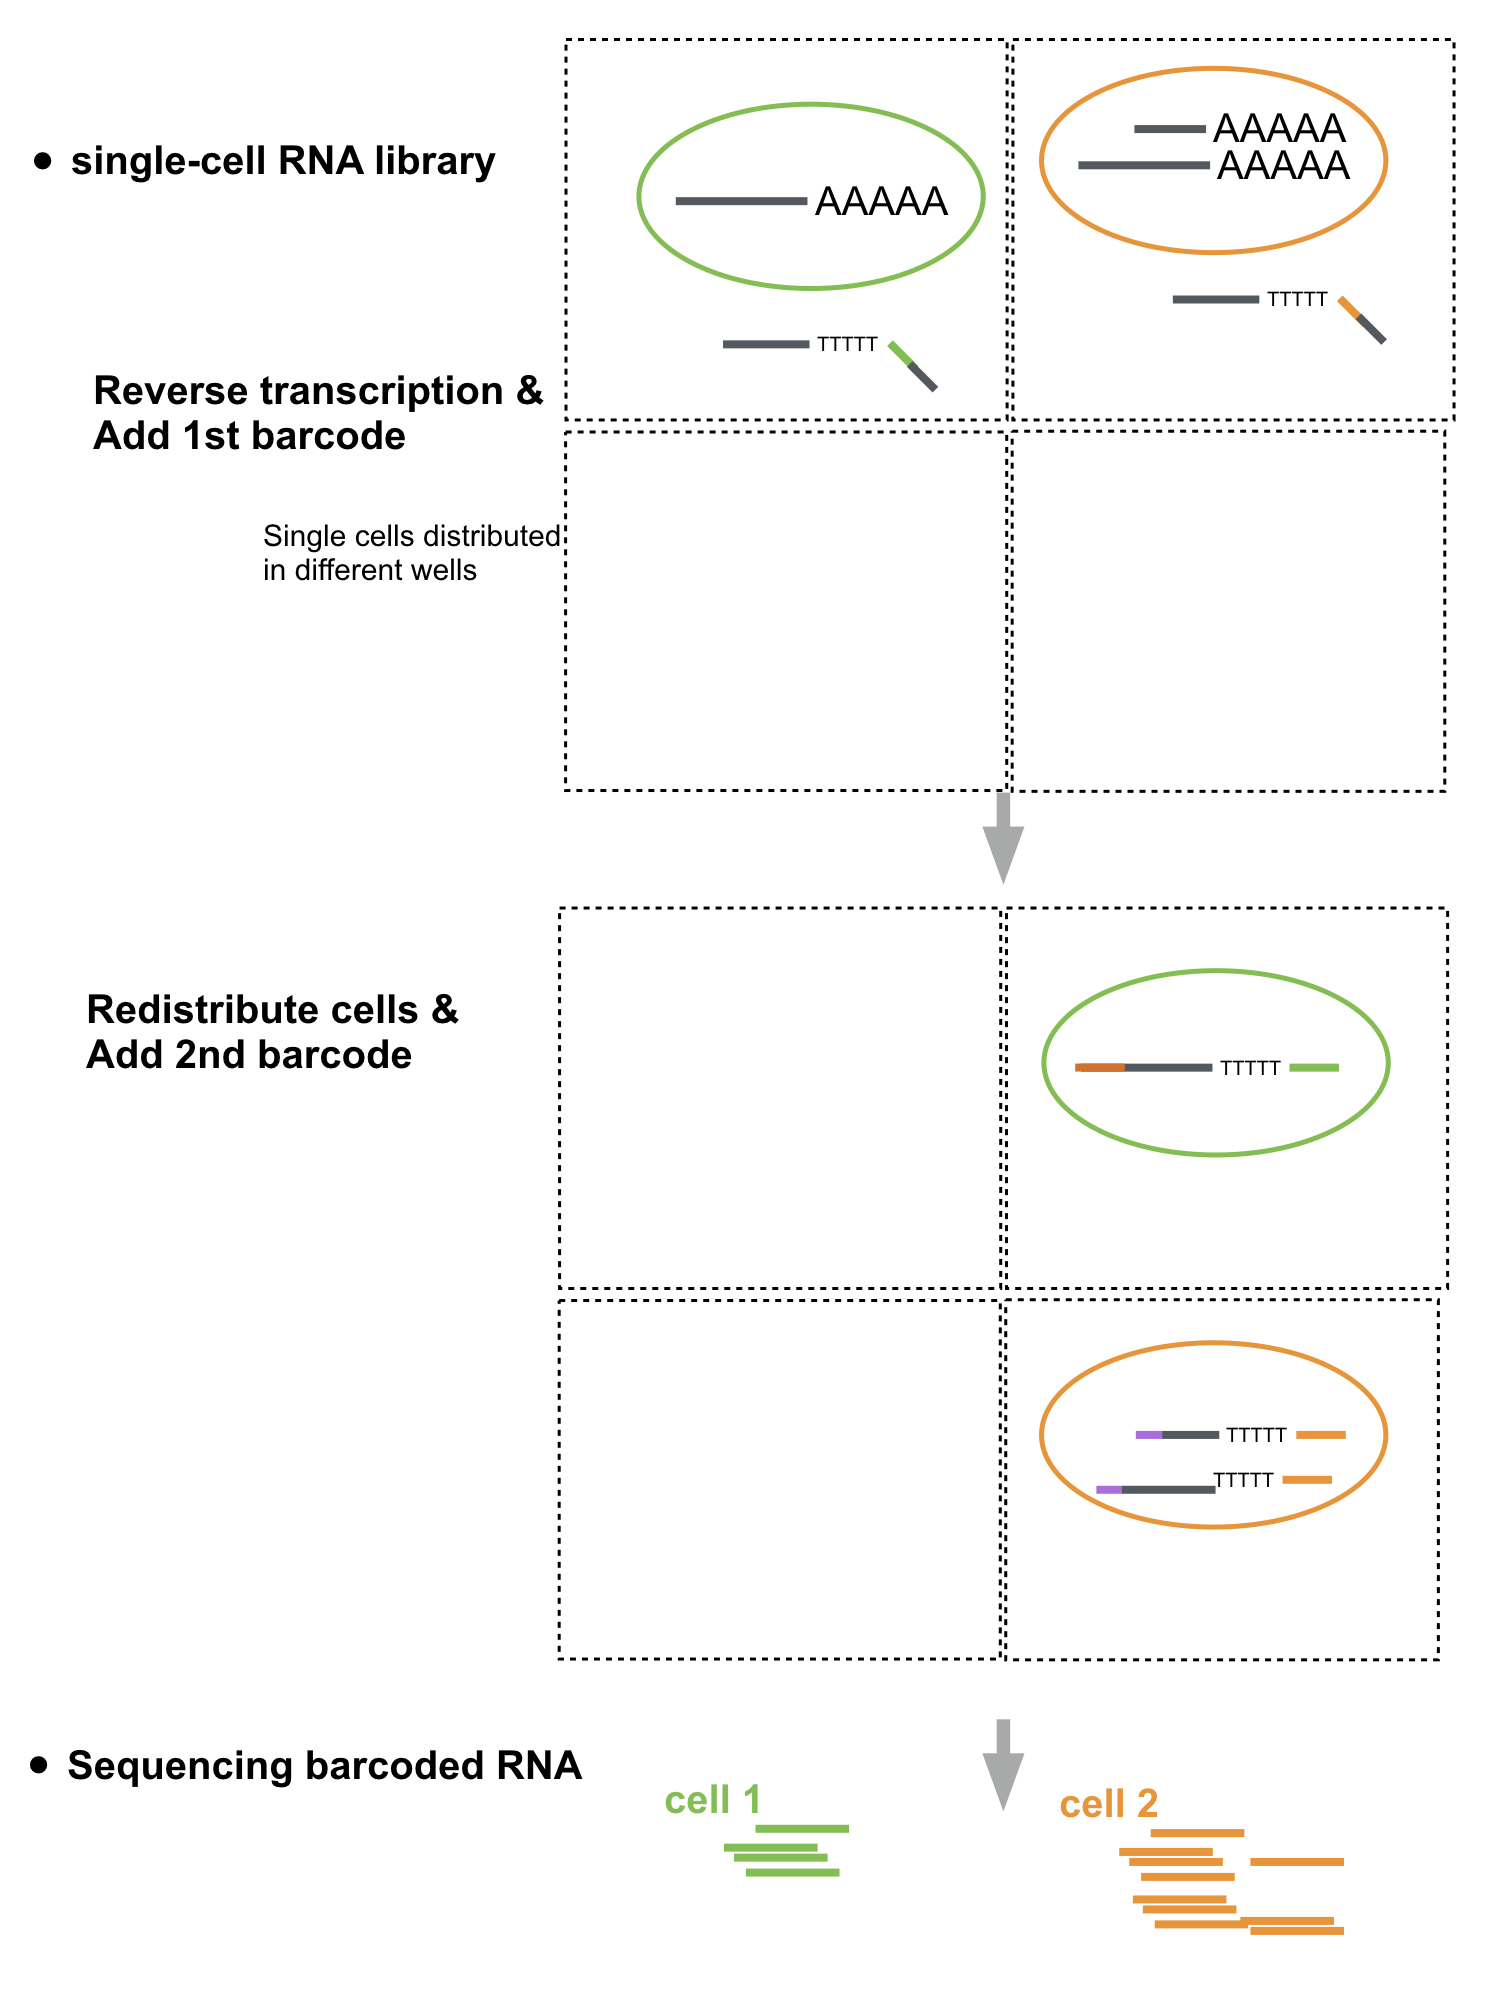 single-cell RNA library
AAAAA
AAAAA
AAAAA
TTTTT
TTTTT
Reverse transcription &
Add 1st barcode
Single cells distributed
in different wells
Redistribute cells &
Add 2nd barcode
TTTTT
TTTTT
TTTTT
Sequencing barcoded RNA
cell 1
cell 2